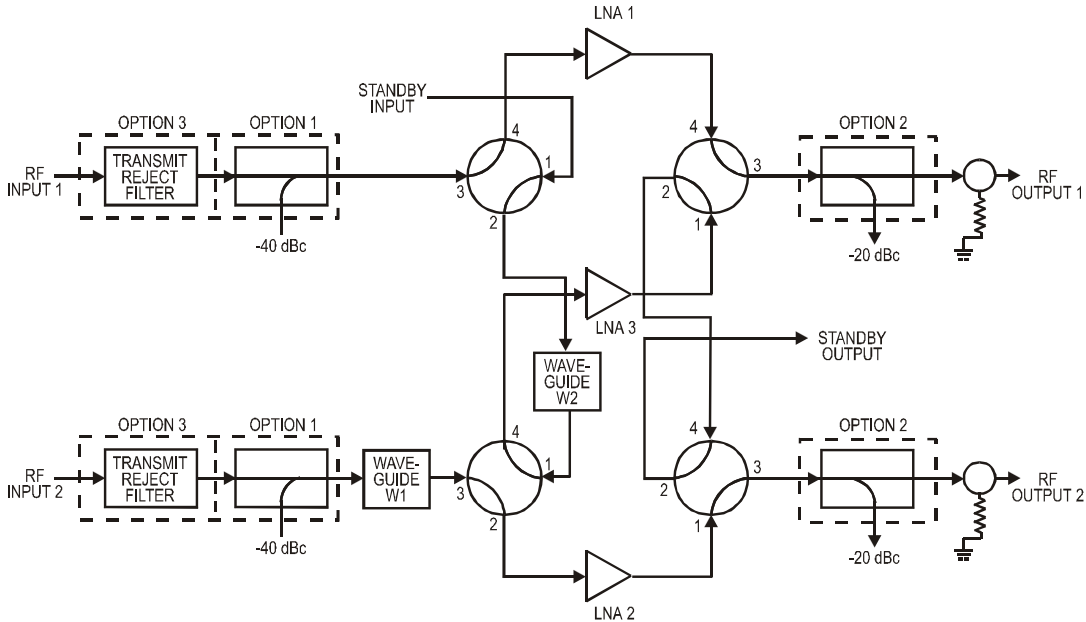 LNA 1
STANDBY
INPUT
OPTION 3
OPTION 1
4
4
OPTION 2
RF
INPUT 1
TRANSMIT
REJECT
FILTER
3
1
2
2
3
1
RF
OUTPUT 1
-40 dBc
-20 dBc
LNA 3
STANDBY
OUTPUT
WAVE-
GUIDE
W2
OPTION 3
OPTION 1
4
4
OPTION 2
RF
INPUT 2
TRANSMIT
REJECT
FILTER
WAVE-
GUIDE
W1
3
1
2
2
3
1
RF
OUTPUT 2
-40 dBc
-20 dBc
LNA 2